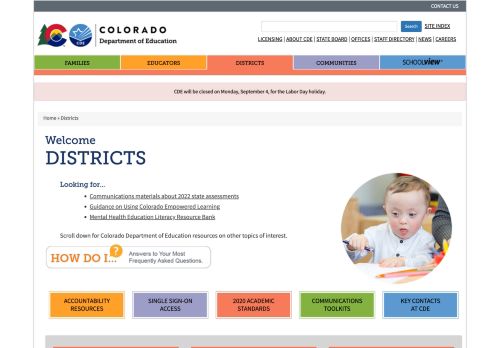 CONTACT US
COLORADO
Department of Education
CDE
Search
SITE INDEX
LICENSING | ABOUT CDE | STATE BOARD | OFFICES | STAFF DIRECTORY | NEWS | CAREERS
FAMILIES
EDUCATORS
DISTRICTS
COMMUNITIES
SCHOOLVIEW
CDE will be closed on Monday, September 4, for the Labor Day holiday.
Home » Districts
Welcome
DISTRICTS
Looking for...
• Communications materials about 2022 state assessments
• Guidance on Using Colorado Empowered Learning
• Mental Health Education Literacy Resource Bank
Scroll down for Colorado Department of Education resources on other topics of interest.
HOW DO I...?
Answers to Your Most
Frequently Asked Questions.
ACCOUNTABILITY
RESOURCES
SINGLE SIGN-ON
ACCESS
2020 ACADEMIC
STANDARDS
COMMUNICATIONS
TOOLKITS
KEY CONTACTS
AT CDE